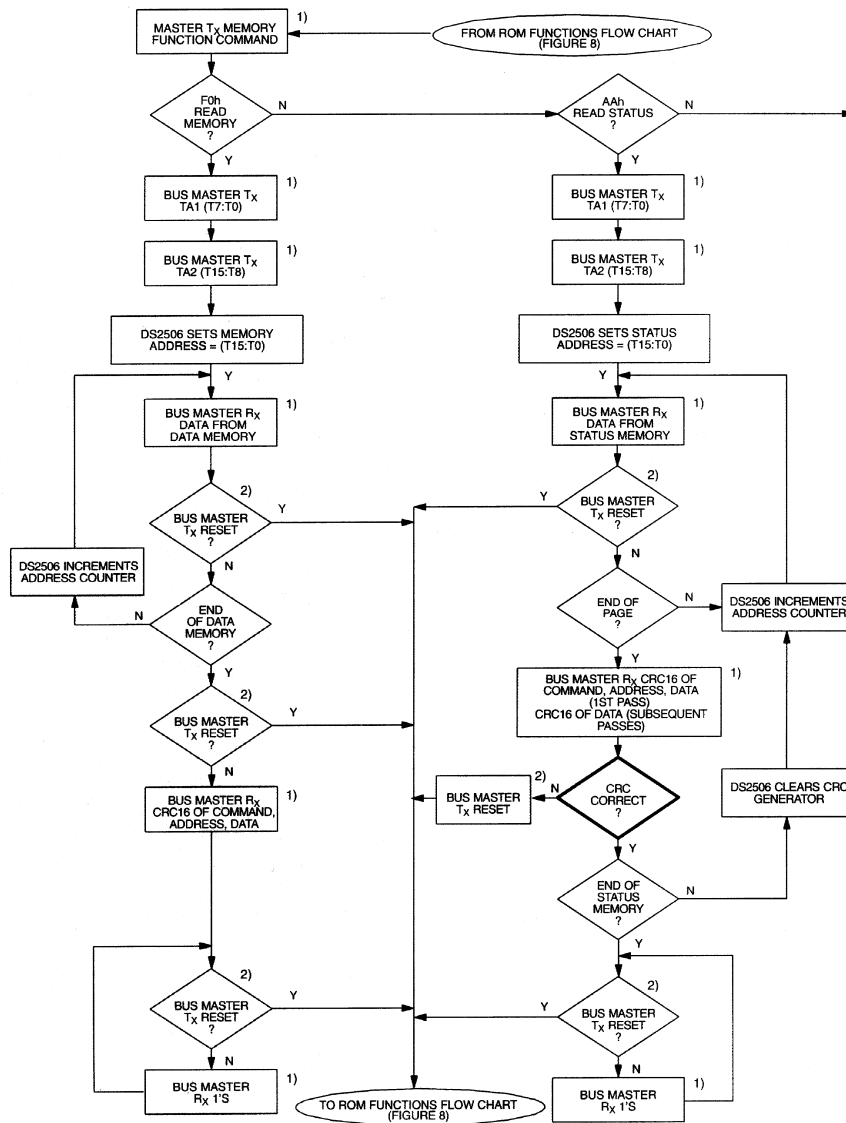 MASTER TX MEMORY
FUNCTION COMMAND
1)
FROM ROM FUNCTIONS FLOW CHART
(FIGURE 8)
F0h
READ
MEMORY
?
N
Y
AAh
READ STATUS
?
N
Y
BUS MASTER TX
TA1 (T7:T0)
1)
BUS MASTER TX
TA1 (T7:T0)
1)
BUS MASTER TX
TA2 (T15:T8)
1)
BUS MASTER TX
TA2 (T15:T8)
1)
DS2506 SETS MEMORY
ADDRESS = (T15:T0)
DS2506 SETS STATUS
ADDRESS = (T15:T0)
Y
Y
BUS MASTER RX
DATA FROM
DATA MEMORY
1)
BUS MASTER RX
DATA FROM
STATUS MEMORY
1)
2)
BUS MASTER
TX RESET
?
Y
N
2)
Y
BUS MASTER
TX RESET
?
N
DS2506 INCREMENTS
ADDRESS COUNTER
N
END
OF DATA
MEMORY
?
Y
END OF
PAGE
?
N
Y
DS2506 INCREMENTS
ADDRESS COUNTER
2)
BUS MASTER
TX RESET
?
Y
N
BUS MASTER RX CRC16 OF
COMMAND, ADDRESS, DATA
(1ST PASS)
CRC16 OF DATA (SUBSEQUENT
PASSES)
1)
BUS MASTER RX
CRC16 OF COMMAND,
ADDRESS, DATA
1)
BUS MASTER
TX RESET
2)
N
CRC
CORRECT
?
Y
DS2506 CLEARS CRC
GENERATOR
END OF
STATUS
MEMORY
?
N
Y
2)
BUS MASTER
TX RESET
?
Y
N
2)
Y
BUS MASTER
TX RESET
?
N
BUS MASTER
RX 1'S
1)
BUS MASTER
RX 1'S
1)
TO ROM FUNCTIONS FLOW CHART
(FIGURE 8)